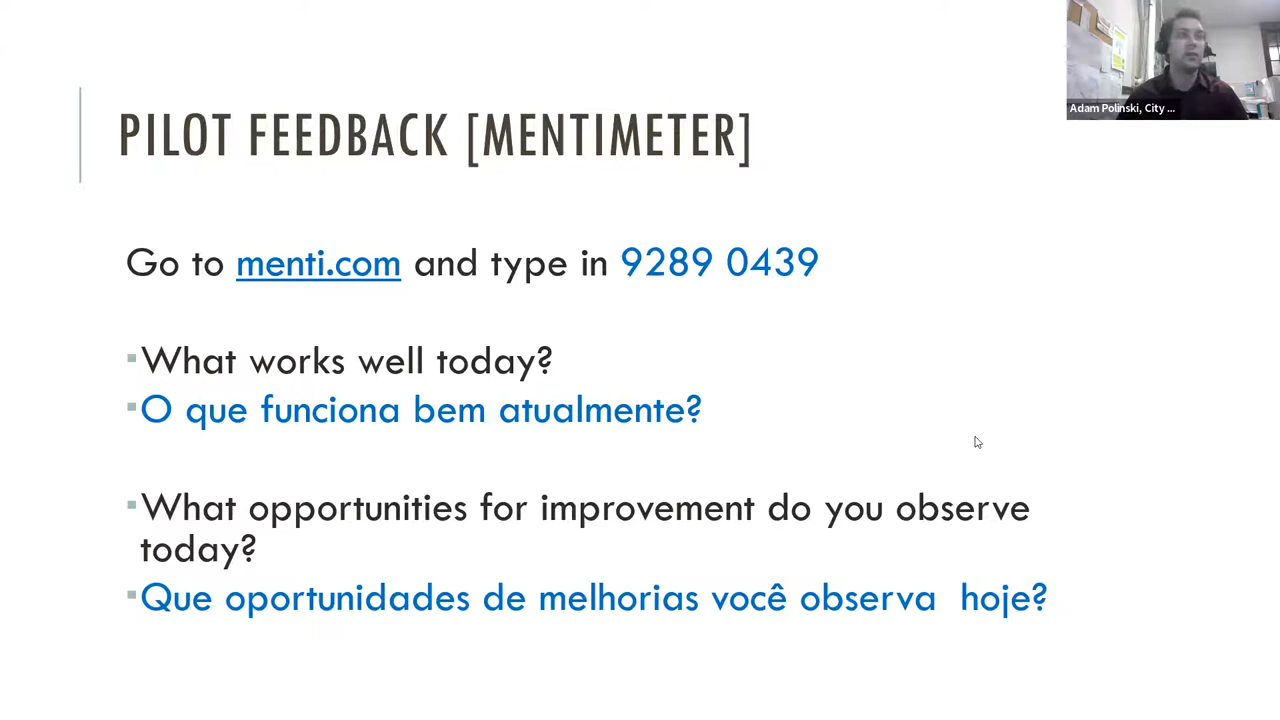 Adam Polinski, City ...
PILOT FEEDBACK [MENTIMETER]
Go to menti.com and type in 9289 0439
What works well today?
O que funciona bem atualmente?
What opportunities for improvement do you observe
today?
Que oportunidades de melhorias você observa hoje?